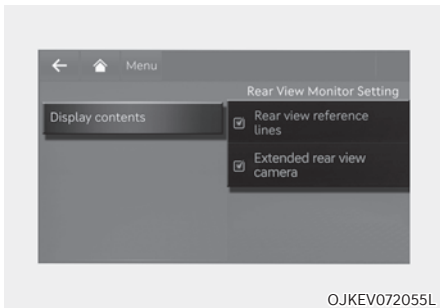 Menu
Rear View Monitor Setting
Display contents
Rear view reference
lines
Extended rear view
camera
OJKEV072055L